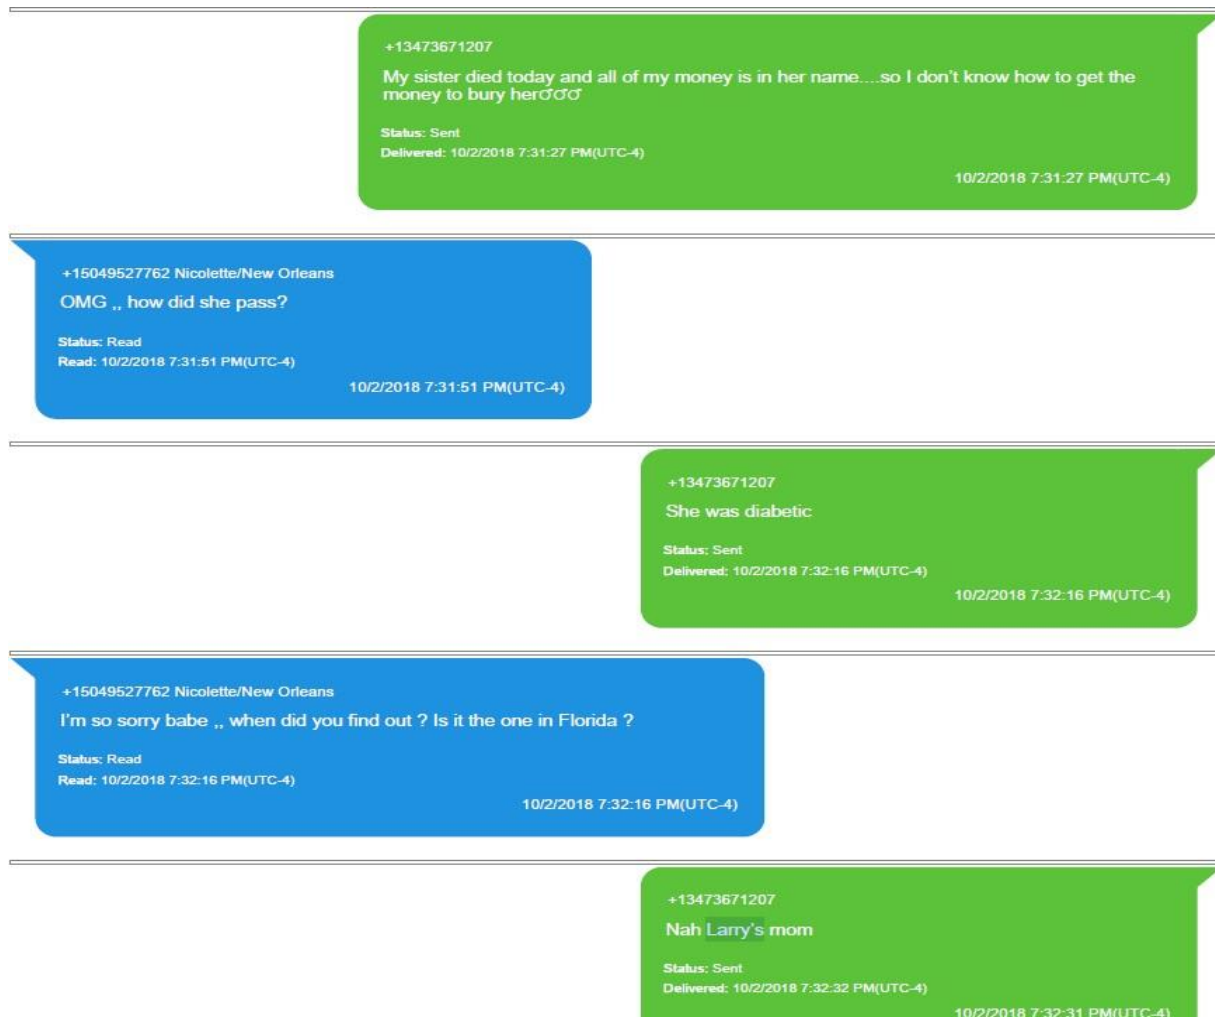 +13473671207
My sister died today and all of my money is in her name....so I don't know how to get the
money to bury her♂♂♂
Status: Sent
Delivered: 10/2/2018 7:31:27 PM(UTC-4)
10/2/2018 7:31:27 PM(UTC-4)
+15049527762 Nicolette/New Orleans
OMG ,, how did she pass?
Status: Read
Read: 10/2/2018 7:31:51 PM(UTC-4)
10/2/2018 7:31:51 PM(UTC-4)
+13473671207
She was diabetic
Status: Sent
Delivered: 10/2/2018 7:32:16 PM(UTC-4)
10/2/2018 7:32:16 PM(UTC-4)
+15049527762 Nicolette/New Orleans
I'm so sorry babe ,, when did you find out ? Is it the one in Florida ?
Status: Read
Read: 10/2/2018 7:32:16 PM(UTC-4)
10/2/2018 7:32:16 PM(UTC-4)
+13473671207
Nah Larry's mom
Status: Sent
Delivered: 10/2/2018 7:32:32 PM(UTC-4)
10/2/2018 7:32:31 PM(UTC-4)